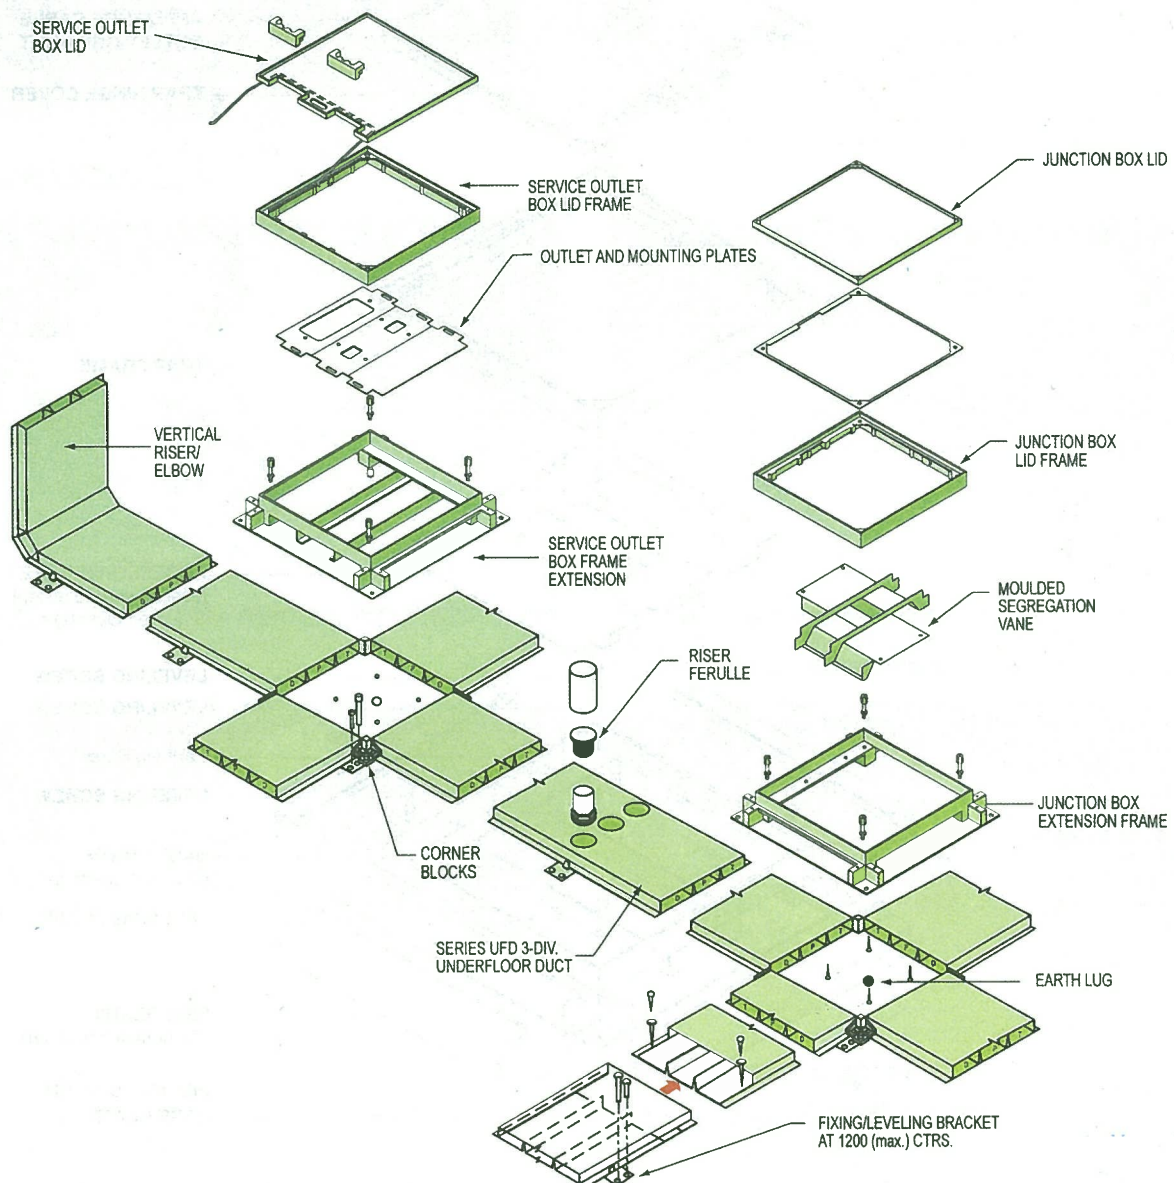 SERVICE OUTLET
BOX LID
SERVICE OUTLET
BOX LID FRAME
OUTLET AND MOUNTING PLATES
JUNCTION BOX LID
VERTICAL
RISER/
ELBOW
JUNCTION BOX
LID FRAME
SERVICE OUTLET
BOX FRAME
EXTENSION
MOULDED
SEGREGATION
VANE
RISER
FERULLE
JUNCTION BOX
EXTENSION FRAME
CORNER
BLOCKS
SERIES UFD 3-DIV.
UNDERFLOOR DUCT
EARTH LUG
FIXING/LEVELING BRACKET
AT 1200 (max.) CTRS.